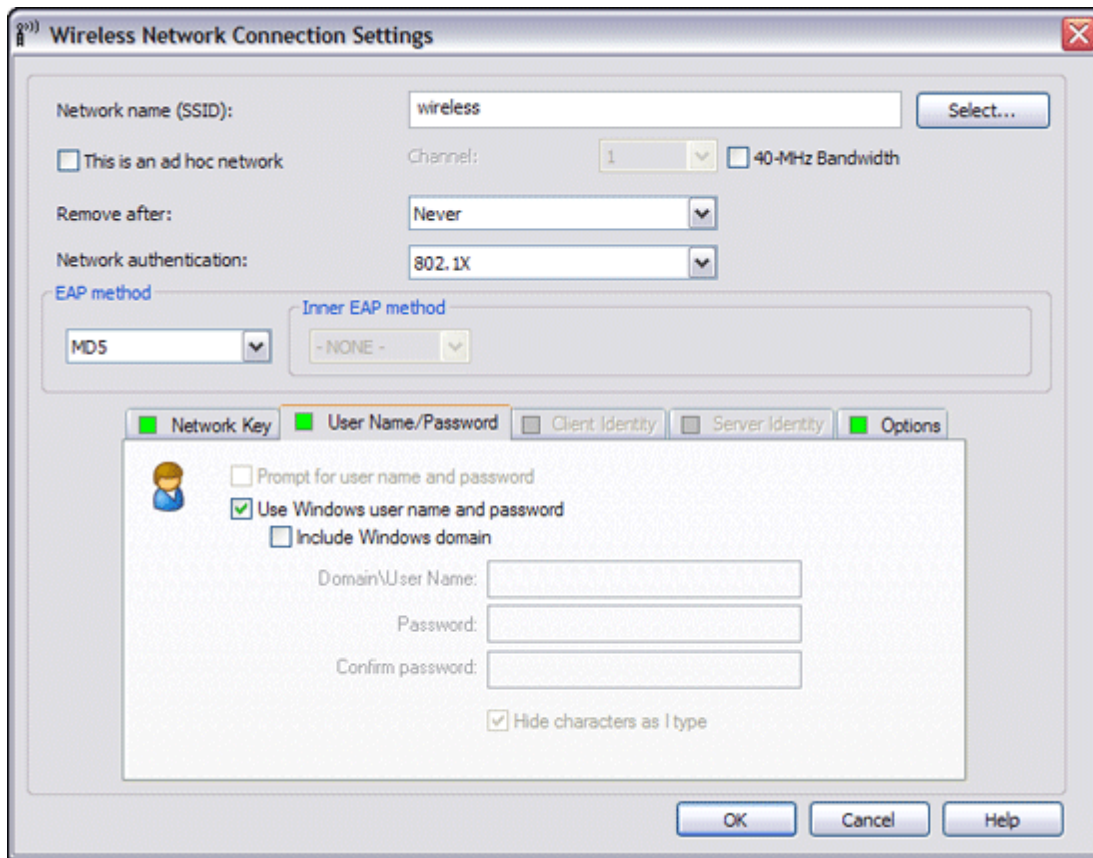 Wireless Network Connection Settings
Network name (SSID): wireless Select...
This is an ad hoc network Channel: 1 40-MHz Bandwidth
Remove after: Never
Network authentication: 802.1X
EAP method
Inner EAP method
MD5 - NONE -
Network Key User Name/Password Client Identity Server Identity Options
Prompt for user name and password
Use Windows user name and password
Include Windows domain
Domain\User Name:
Password:
Confirm password:
Hide characters as I type
OK Cancel Help